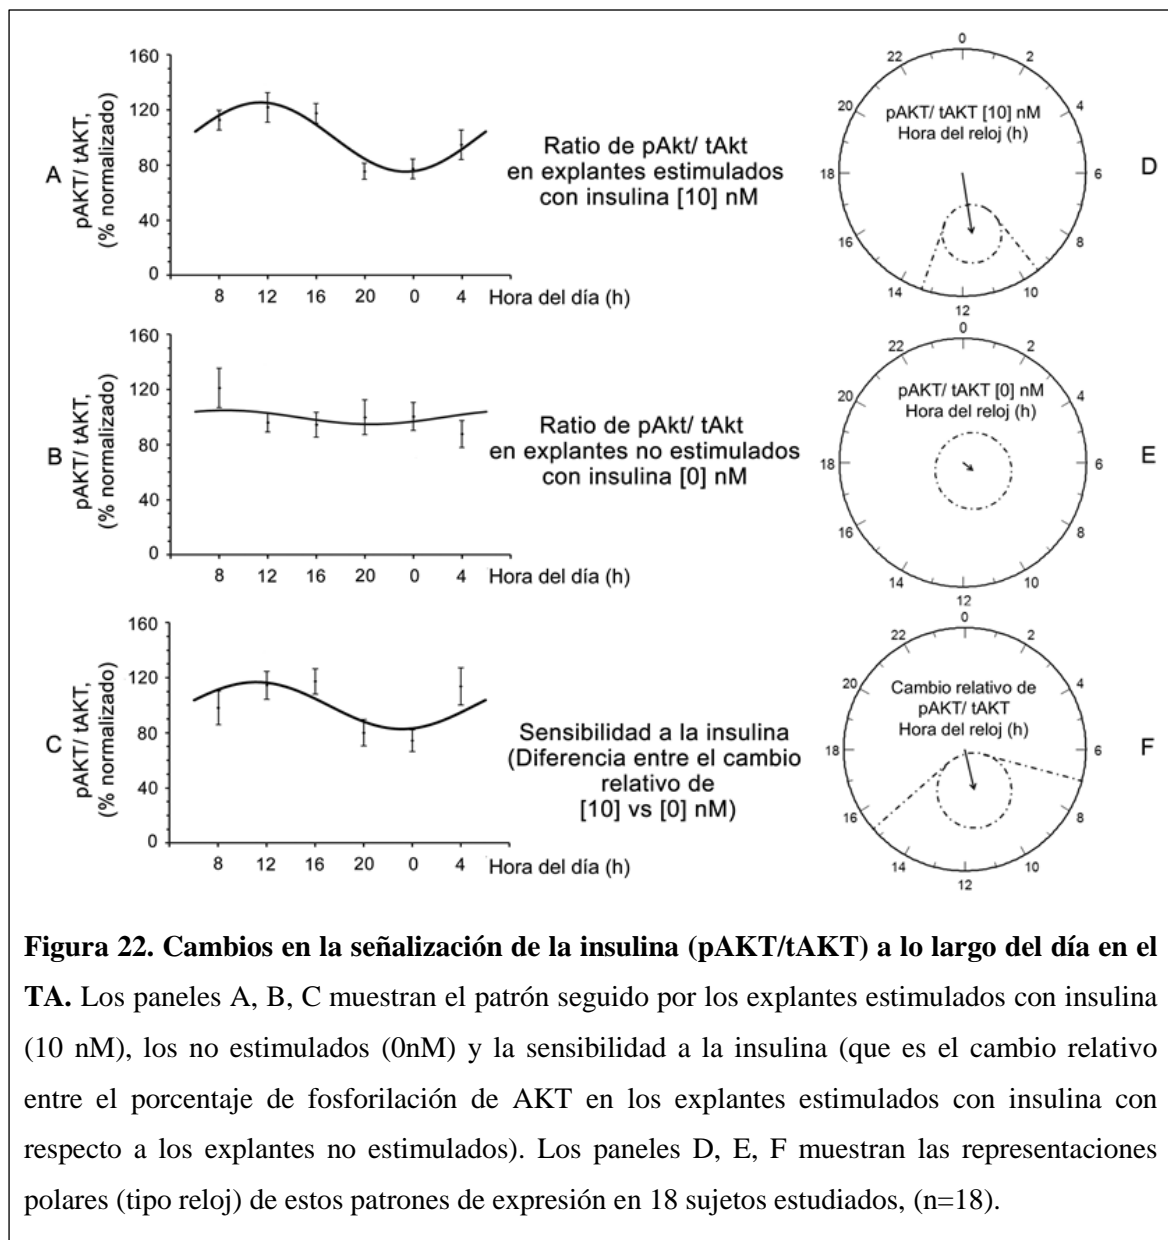 160
120
80
40
0
A
pAKT/ tAKT,
(% normalizado)
8 12 16 20 0 4 Hora del día (h)
Ratio de pAkt/ tAkt
en explantes estimulados
con insulina [10] nM
0
2
4
6
8
10
12
14
16
18
20
22
pAKT/ tAKT [10] nM
Hora del reloj (h)
D
160
120
80
40
0
B
pAKT/ tAKT,
(% normalizado)
8 12 16 20 0 4 Hora del día (h)
Ratio de pAkt/ tAkt
en explantes no estimulados
con insulina [0] nM
0
2
4
6
8
10
12
14
16
18
20
22
pAKT/ tAKT [0] nM
Hora del reloj (h)
E
160
120
80
40
0
C
pAKT/ tAKT,
(% normalizado)
8 12 16 20 0 4 Hora del día (h)
Sensibilidad a la insulina
(Diferencia entre el cambio
relativo de
[10] vs [0] nM)
0
2
4
6
8
10
12
14
16
18
20
22
Cambio relativo de
pAKT/ tAKT
Hora del reloj (h)
F
Figura 22. Cambios en la señalización de la insulina (pAKT/tAKT) a lo largo del día en el
TA. Los paneles A, B, C muestran el patrón seguido por los explantes estimulados con insulina
(10 nM), los no estimulados (0nM) y la sensibilidad a la insulina (que es el cambio relativo
entre el porcentaje de fosforilación de AKT en los explantes estimulados con insulina con
respecto a los explantes no estimulados). Los paneles D, E, F muestran las representaciones
polares (tipo reloj) de estos patrones de expresión en 18 sujetos estudiados, (n=18).